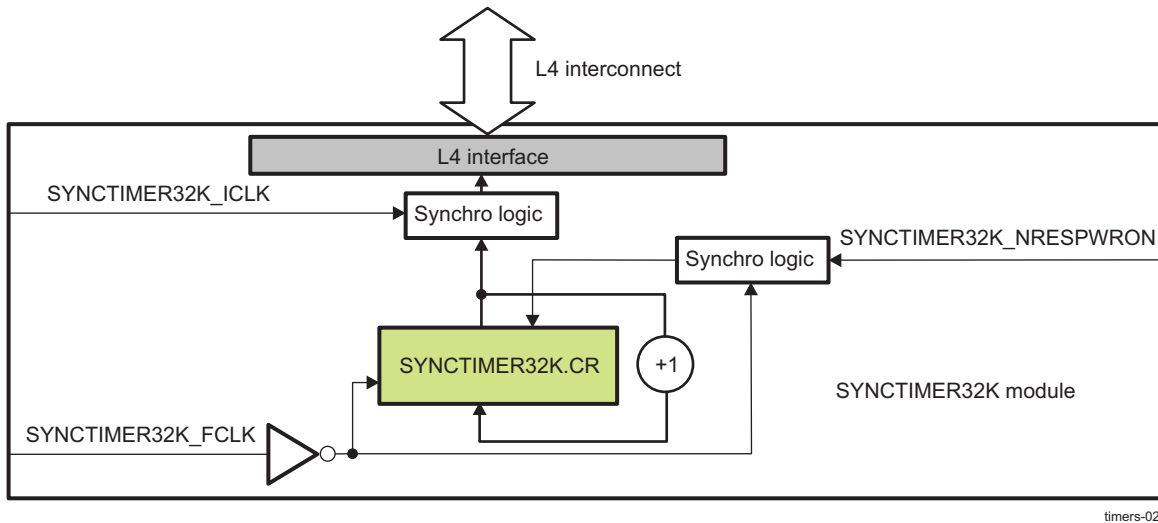 L4 interconnect
L4 interface
SYNCTIMER32K_ICLK
Synchro logic
SYNCTIMER32K_NRESPWRON
Synchro logic
SYNCTIMER32K.CR
+1
SYNCTIMER32K module
SYNCTIMER32K_FCLK
timers-02